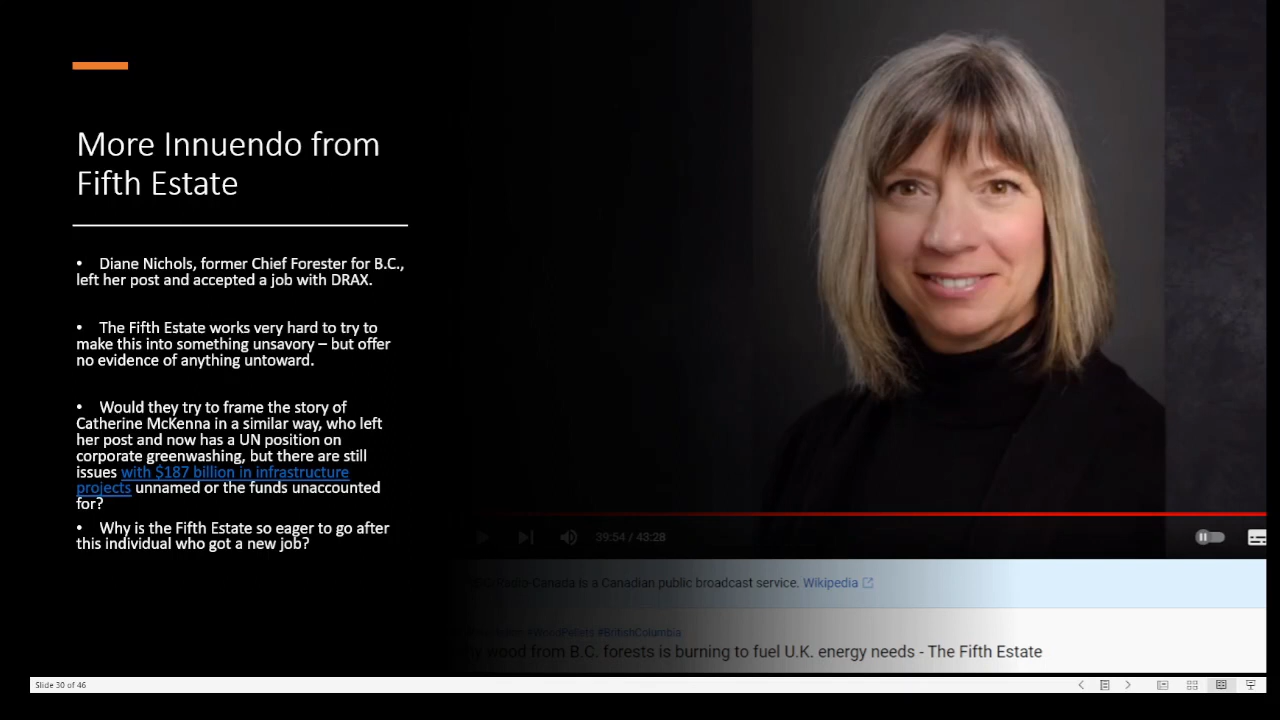 More Innuendo from
Fifth Estate
• Diane Nichols, former Chief Forester for B.C.,
left her post and accepted a job with DRAX.
• The Fifth Estate works very hard to try to
make this into something unsavory – but offer
no evidence of anything untoward.
• Would they try to frame the story of
Catherine McKenna in a similar way, who left
her post and now has a UN position on
corporate greenwashing, but there are still
issues with $187 billion in infrastructure
projects unnamed or the funds unaccounted
for?
• Why is the Fifth Estate so eager to go after
this individual who got a new job?
39:54 / 43:28
Radio-Canada is a Canadian public broadcast service. Wikipedia
#WoodPellets #BritishColumbia
wood from B.C. forests is burning to fuel U.K. energy needs - The Fifth Estate
Slide 30 of 46